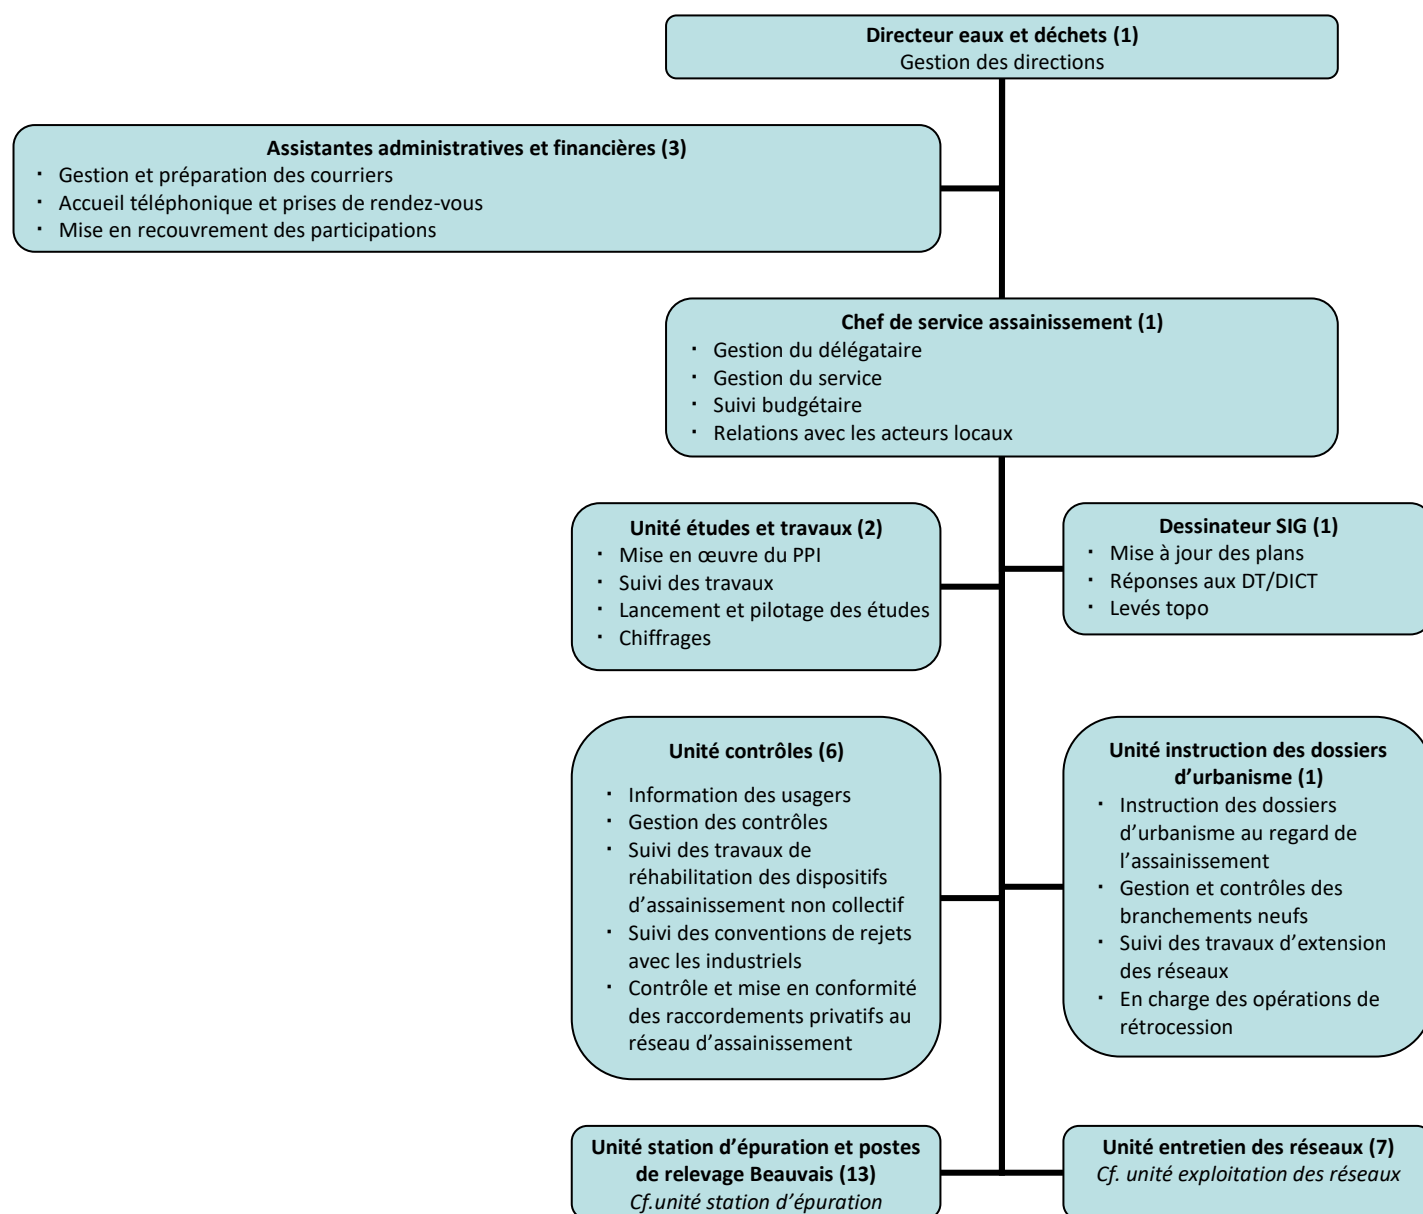 Directeur eaux et déchets (1)
Gestion des directions
Assistantes administratives et financières (3)
· Gestion et préparation des courriers
· Accueil téléphonique et prises de rendez-vous
· Mise en recouvrement des participations
Chef de service assainissement (1)
· Gestion du délégataire
· Gestion du service
· Suivi budgétaire
· Relations avec les acteurs locaux
Unité études et travaux (2)
· Mise en œuvre du PPI
· Suivi des travaux
· Lancement et pilotage des études
· Chiffrages
Dessinateur SIG (1)
· Mise à jour des plans
· Réponses aux DT/DICT
· Levés topo
Unité contrôles (6)
· Information des usagers
· Gestion des contrôles
· Suivi des travaux de
réhabilitation des dispositifs
d’assainissement non collectif
· Suivi des conventions de rejets
avec les industriels
· Contrôle et mise en conformité
des raccordements privatifs au
réseau d’assainissement
Unité instruction des dossiers
d’urbanisme (1)
· Instruction des dossiers
d’urbanisme au regard de
l’assainissement
· Gestion et contrôles des
branchements neufs
· Suivi des travaux d’extension
des réseaux
· En charge des opérations de
rétrocession
Unité station d’épuration et postes
de relevage Beauvais (13)
Cf.unité station d’épuration
Unité entretien des réseaux (7)
Cf. unité exploitation des réseaux